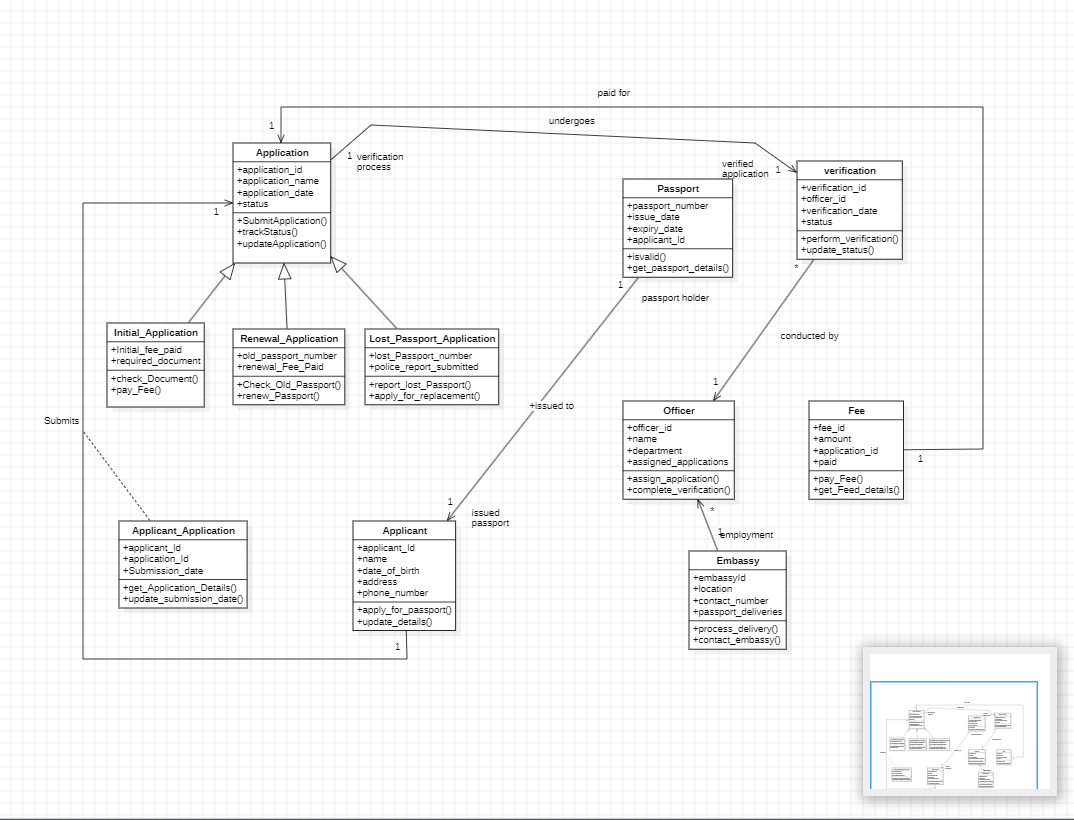 paid for
undergoes
1
Application
+application_id
+application_name
+application_date
+status
+SubmitApplication()
+trackStatus()
+updateApplication()
1
verification
process
1
verified
application
1
verification
+verification_id
+officer_id
+verification_date
+status
+perform_verification()
+update_status()
*
Passport
+passport_number
+issue_date
+expiry_date
+applicant_Id
+isvalid()
+get_passport_details()
1
passport holder
conducted by
1
Initial_Application
+Initial_fee_paid
+required_document
+check_Document()
+pay_Fee()
Renewal_Application
+old_passport_number
+renewal_Fee_Paid
+Check_Old_Passport()
+renew_Passport()
Lost_Passport_Application
+lost_Passport_number
+police_report_submitted
+report_lost_Passport()
+apply_for_replacement()
Submits
+issued to
Officer
+officer_id
+name
+department
+assigned_applications
+assign_application()
+complete_verification()
Fee
+fee_id
+amount
+application_id
+paid
+pay_Fee()
+get_Feed_details()
1
1
issued
passport
*
1
employment
Applicant_Application
+applicant_Id
+application_Id
+Submission_date
+get_Application_Details()
+update_submission_date()
Applicant
+applicant_Id
+name
+date_of_birth
+address
+phone_number
+apply_for_passport()
+update_details()
1
Embassy
+embassyId
+location
+contact_number
+passport_deliveries
+process_delivery()
+contact_embassy()